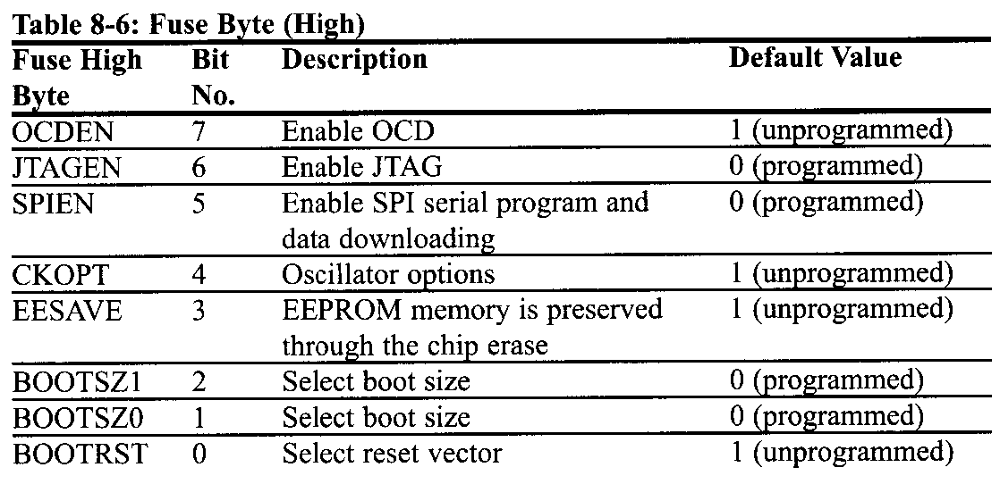 Table 8-6: Fuse Byte (High)
Fuse High Bit Description Default Value
Byte No.
OCDEN 7 Enable OCD 1 (unprogrammed)
JTAGEN 6 Enable JTAG 0 (programmed)
SPIEN 5 Enable SPI serial program and 0 (programmed)
data downloading
CKOPT 4 Oscillator options 1 (unprogrammed)
EESAVE 3 EEPROM memory is preserved 1 (unprogrammed)
through the chip erase
BOOTSZ1 2 Select boot size 0 (programmed)
BOOTSZ0 1 Select boot size 0 (programmed)
BOOTRST 0 Select reset vector 1 (unprogrammed)